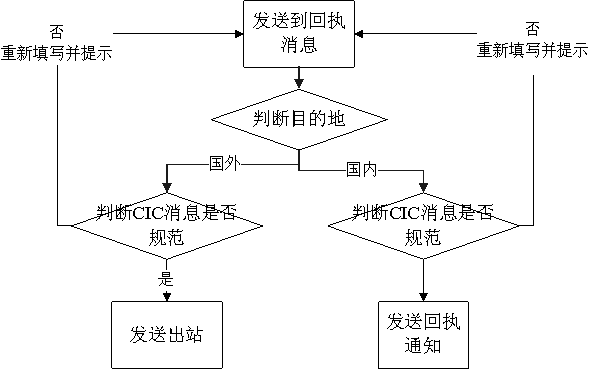 否
重新填写并提示
发送到回执
消息
否
重新填写并提示
判断目的地
国外
国内
判断CIC消息是否
规范
判断CIC消息是否
规范
是
发送出站
发送回执
通知